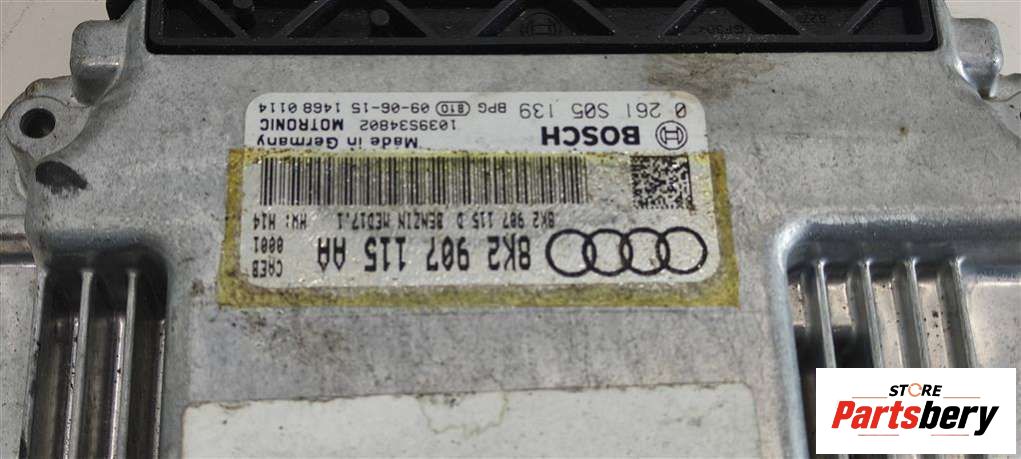 8K2 907 115 AA
CAEB
0001
8K2 907 115 D BENZIN MED17.1 HW: H14
BOSCH
Made in Germany
1039S34802 MOTRONIC
0 261 S05 139 BPG 810 09-06-15 1468 0114
STORE
Partsbery